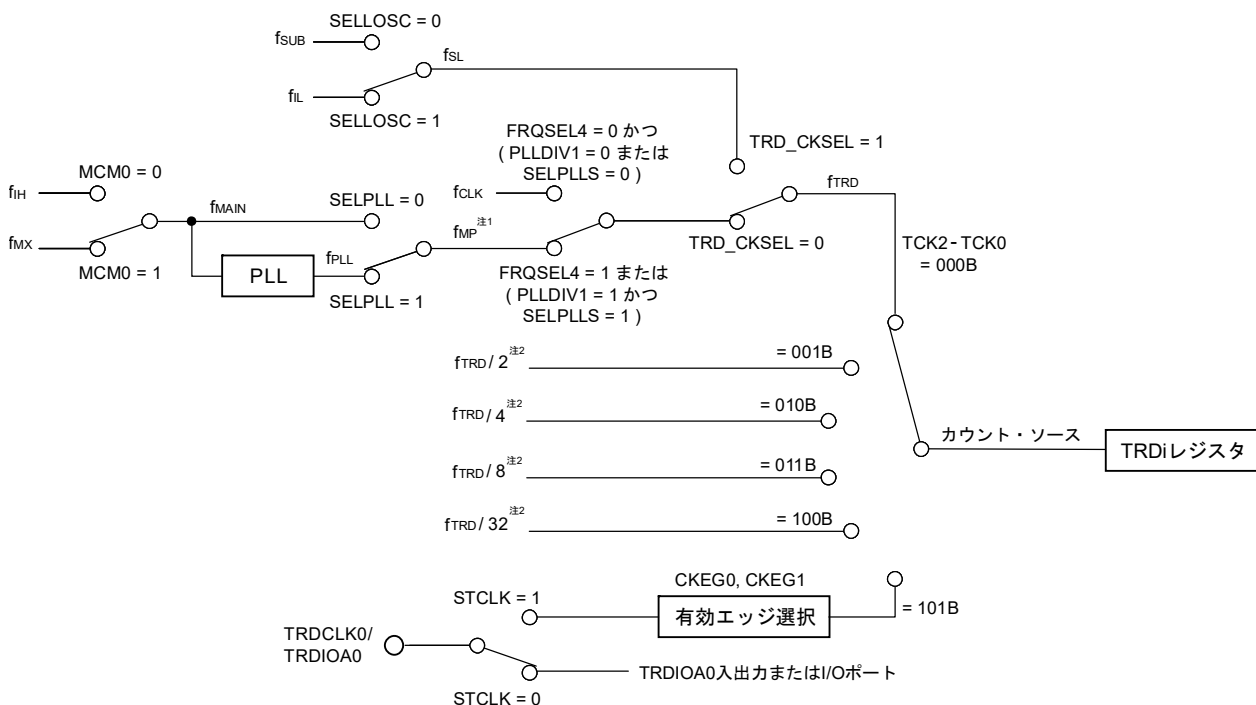 SELLOSC = 0
fSUB
fSL
fIL
SELLOSC = 1
FRQSEL4 = 0 かつ
( PLLDIV1 = 0 または
SELPLLS = 0 )
TRD_CKSEL = 1
MCM0 = 0
fIH
fMAIN
SELPLL = 0
fCLK
fTRD
fMX
MCM0 = 1
PLL
fPLL
fMP注1
SELPLL = 1
TRD_CKSEL = 0
FRQSEL4 = 1 または
( PLLDIV1 = 1 かつ
SELPLLS = 1 )
TCK2 - TCK0
= 000B
fTRD / 2注2
= 001B
fTRD / 4注2
= 010B
カウント・ソース
TRDiレジスタ
fTRD / 8注2
= 011B
fTRD / 32注2
= 100B
CKEG0, CKEG1
STCLK = 1
有効エッジ選択
= 101B
TRDCLK0/
TRDIOA0
TRDIOA0入出力またはI/Oポート
STCLK = 0